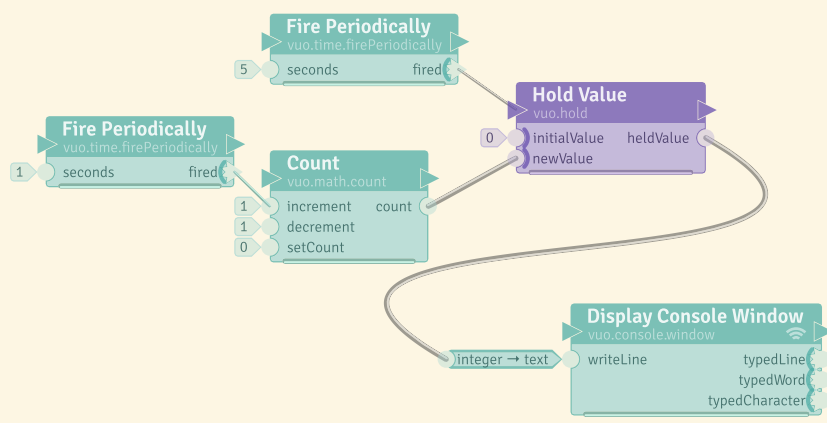 Fire Periodically
vuo.time.firePeriodically
5 seconds fired
Hold Value
vuo.hold
0 initialValue heldValue
newValue
Fire Periodically
vuo.time.firePeriodically
1 seconds fired
Count
vuo.math.count
1 increment count
1 decrement
0 setCount
Display Console Window
vuo.console.window
integer → text
writeLine typedLine
typedWord
typedCharacter